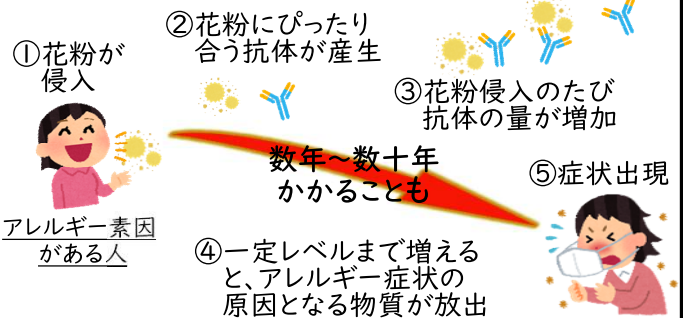 ①花粉が
侵入
アレルギー素因
がある人
②花粉にぴったり
合う抗体が産生
③花粉侵入のたび
抗体の量が増加
数年～数十年
かかることも
④一定レベルまで増える
と、アレルギー症状の
原因となる物質が放出
⑤症状出現